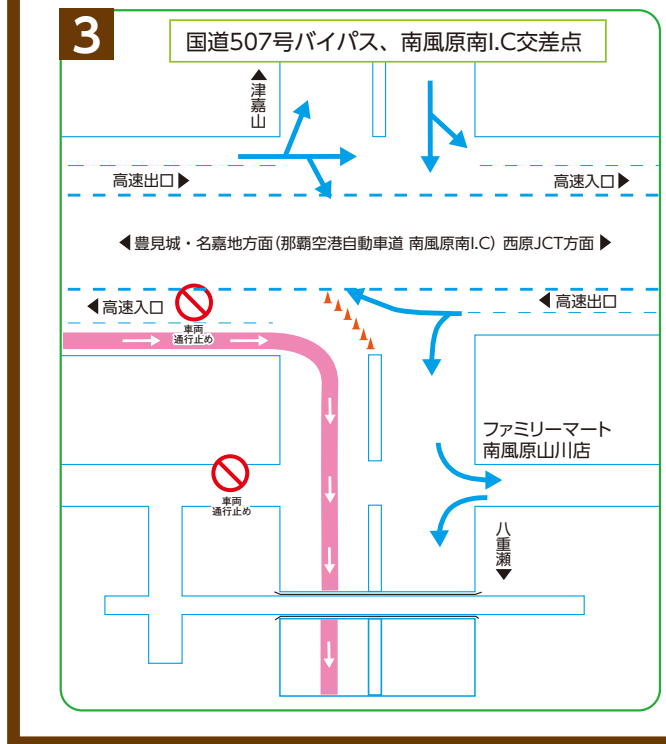 3
国道507号バイパス、南風原南I.C交差点
▲津嘉山
高速出口▶
高速入口▶
◀豊見城・名嘉地方面(那覇空港自動車道 南風原南I.C) 西原JCT方面▶
◀高速入口
◀高速出口
車両
通行止め
ファミリーマート
南風原山川店
車両
通行止め
八重瀬▼